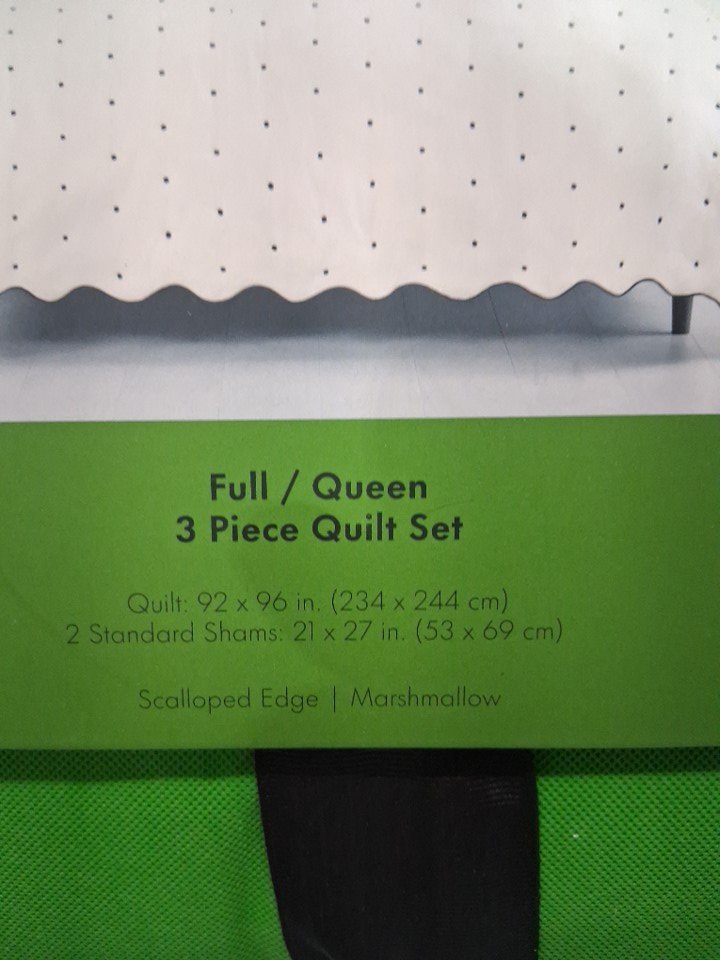 Full / Queen
3 Piece Quilt Set
Quilt: 92 x 96 in. (234 x 244 cm)
2 Standard Shams: 21 x 27 in. (53 x 69 cm)
Scalloped Edge | Marshmallow